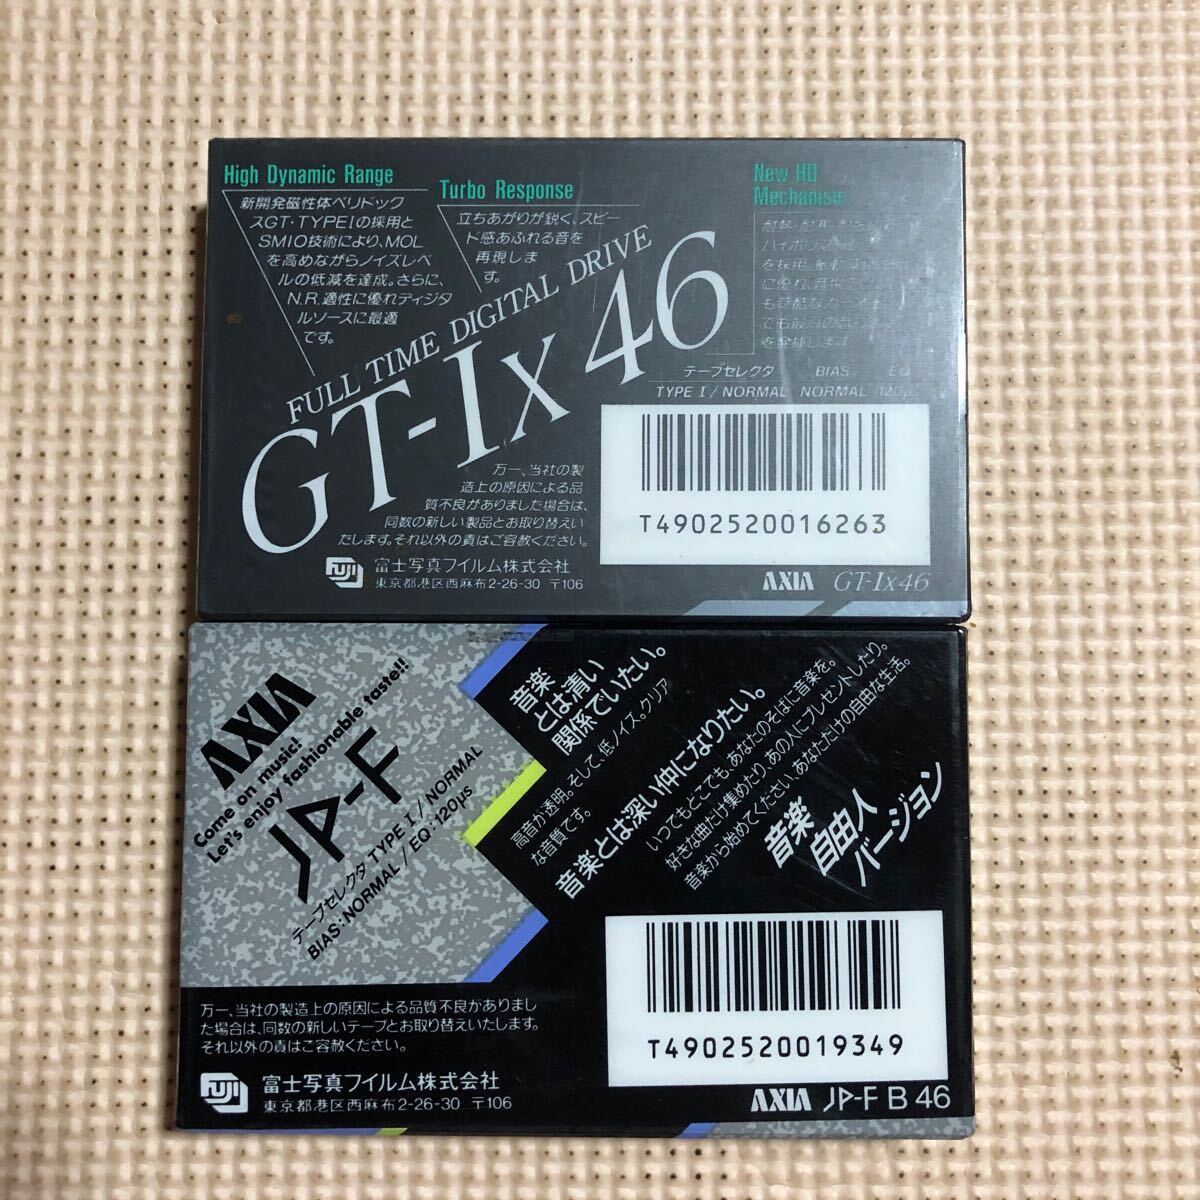 High Dynamic Range
新開発磁性体ベリドック
スGT・TYPEIの採用と
SMIO技術により、MOL
を高めながらノイズレベ
ルの低減を達成。さらに、
N.R.適性に優れディジタ
ルソースに最適
です。
Turbo Response
立ちあがりが鋭く、スピー
ド感あふれる音を
再現しま
す。
New HD
Mechanism
FULL TIME DIGITAL DRIVE
GT-Ix 46
テープセレクタ BIAS EQ
TYPE I/NORMAL NORMAL 120μs
万一、当社の製
造上の原因による品
質不良がありました場合は、
同数の新しい製品とお取り替えい
たします。それ以外の責はご容赦ください。
T4902520016263
FUJI 富士写真フイルム株式会社
東京都港区西麻布2-26-30 〒106
AXIA GT-Ix46
AXIA
Come on music!
Let's enjoy fashionable taste!!
JP-F
テープセレクタ TYPE I/NORMAL
BIAS:NORMAL/EQ:120μs
音楽
とは清い
関係でいたい。
高音が透明。そして、低ノイズ。クリア
な音質です。
音楽とは深い仲になりたい。
いつでもどこでも、あなたのそばに音楽を。
好きな曲だけ集めたり、あの人にプレゼントしたり。
音楽から始めてください、あなただけの自由な生活。
音楽
自由人
バージョン
万一、当社の製造上の原因による品質不良がありまし
た場合は、同数の新しいテープとお取り替えいたします。
それ以外の責はご容赦ください。
T4902520019349
FUJI 富士写真フイルム株式会社
東京都港区西麻布2-26-30 〒106
AXIA JP-F B 46